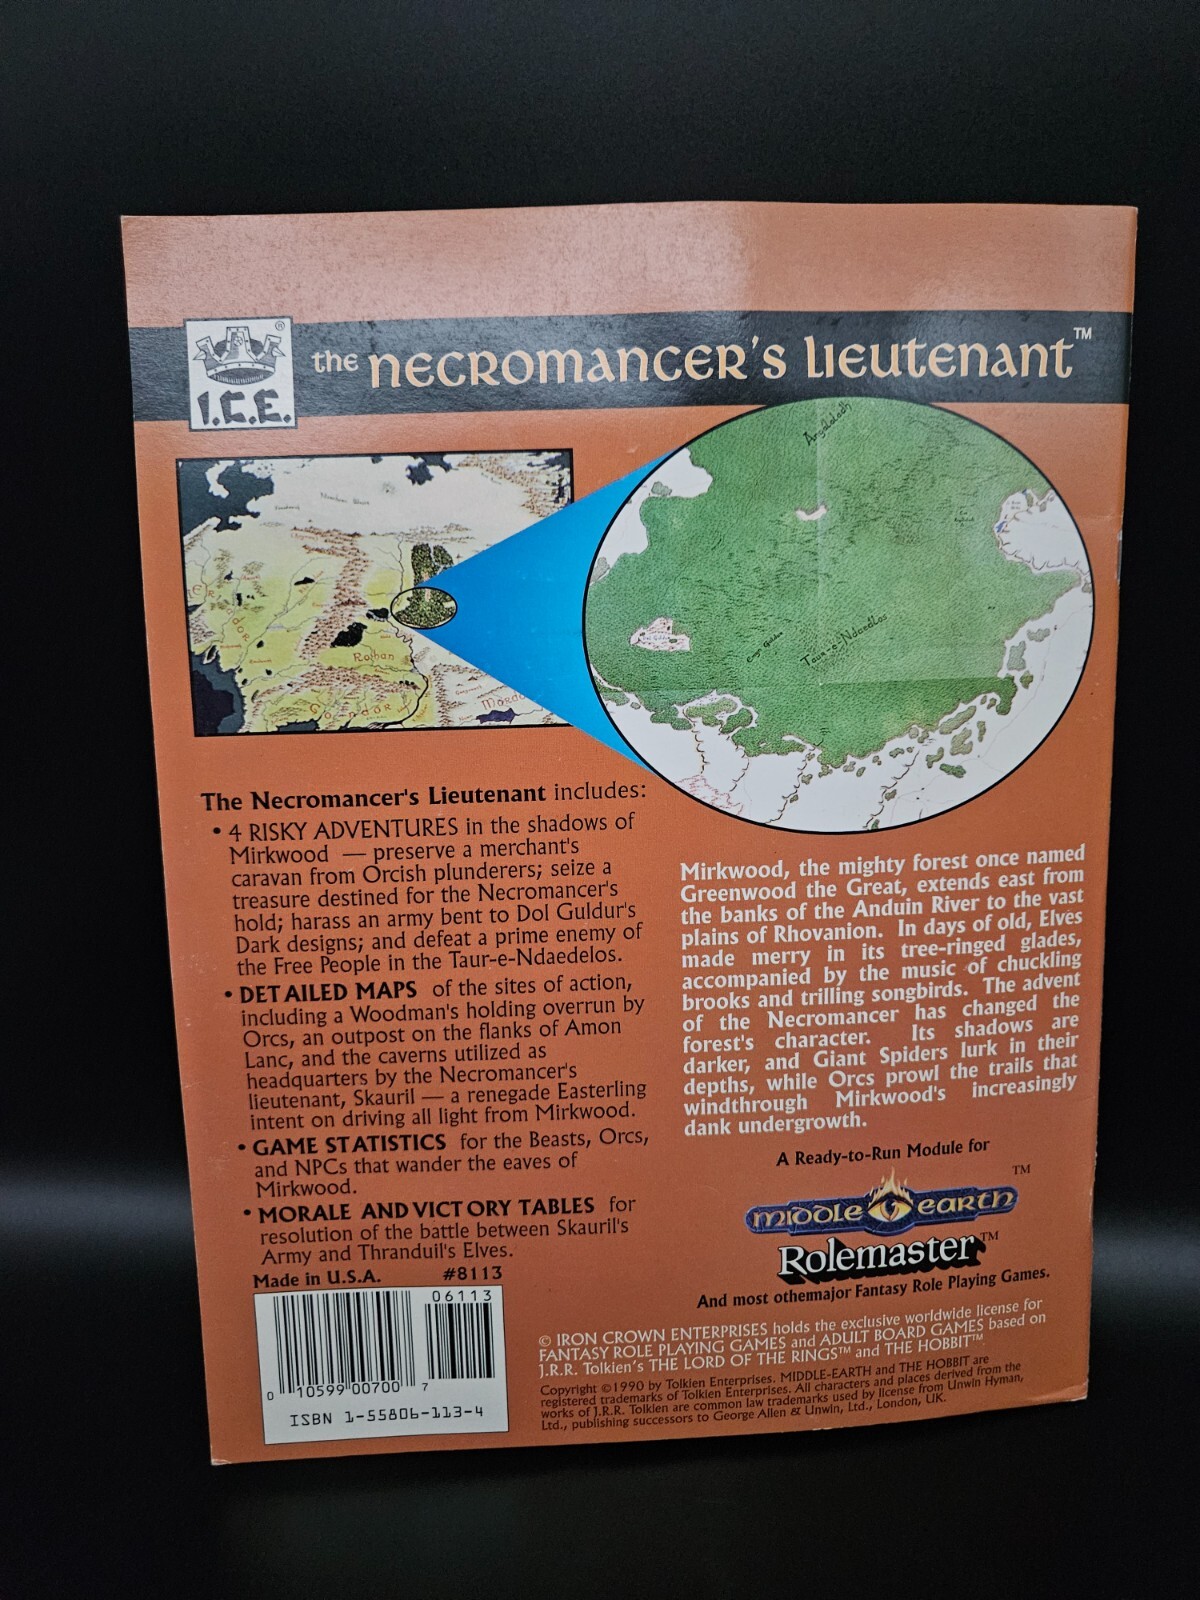 I.C.E.®
the Necromancer's Lieutenant™
Argaladadh
Eriador
Rohan
Gondor
Taur-e-Ndaedlos
The Necromancer's Lieutenant includes:
• 4 RISKY ADVENTURES in the shadows of
Mirkwood — preserve a merchant's
caravan from Orcish plunderers; seize a
treasure destined for the Necromancer's
hold; harass an army bent to Dol Guldur's
Dark designs; and defeat a prime enemy of
the Free People in the Taur-e-Ndaedelos.
• DETAILED MAPS of the sites of action,
including a Woodman's holding overrun by
Orcs, an outpost on the flanks of Amon
Lanc, and the caverns utilized as
headquarters by the Necromancer's
lieutenant, Skauril — a renegade Easterling
intent on driving all light from Mirkwood.
• GAME STATISTICS for the Beasts, Orcs,
and NPCs that wander the eaves of
Mirkwood.
• MORALE AND VICTORY TABLES for
resolution of the battle between Skauril's
Army and Thranduil's Elves.
Made in U.S.A. #8113
06113
0 10599 00700 7
ISBN 1-55806-113-4
Mirkwood, the mighty forest once named
Greenwood the Great, extends east from
the banks of the Anduin River to the vast
plains of Rhovanion. In days of old, Elves
made merry in its tree-ringed glades,
accompanied by the music of chuckling
brooks and trilling songbirds. The advent
of the Necromancer has changed the
forest's character. Its shadows are
darker, and Giant Spiders lurk in their
depths, while Orcs prowl the trails that
windthrough Mirkwood's increasingly
dank undergrowth.
A Ready-to-Run Module for
Middle-earth™
Rolemaster™
And most othermajor Fantasy Role Playing Games.
© IRON CROWN ENTERPRISES holds the exclusive worldwide license for
FANTASY ROLE PLAYING GAMES and ADULT BOARD GAMES based on
J.R.R. Tolkien's THE LORD OF THE RINGS™ and THE HOBBIT™
Copyright ©1990 by Tolkien Enterprises. MIDDLE-EARTH and THE HOBBIT are
registered trademarks of Tolkien Enterprises. All characters and places derived from the
works of J.R.R. Tolkien are common law trademarks used by license from Unwin Hyman,
Ltd., publishing successors to George Allen & Unwin, Ltd., London, UK.